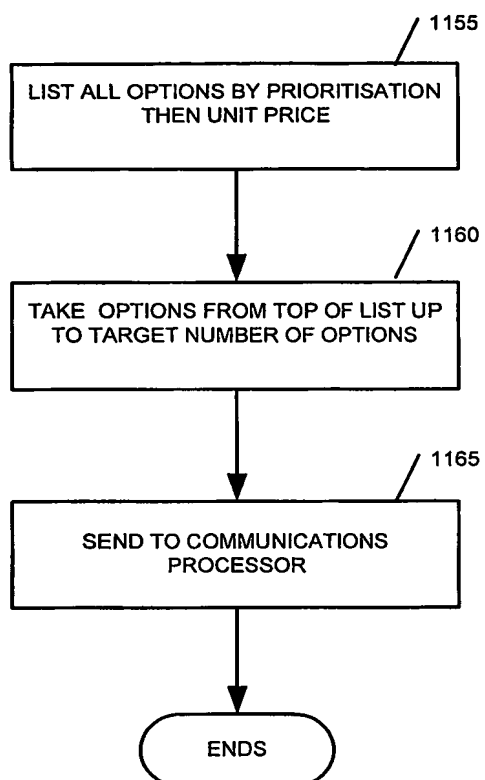 1155
LIST ALL OPTIONS BY PRIORITISATION
THEN UNIT PRICE
1160
TAKE OPTIONS FROM TOP OF LIST UP
TO TARGET NUMBER OF OPTIONS
1165
SEND TO COMMUNICATIONS
PROCESSOR
ENDS